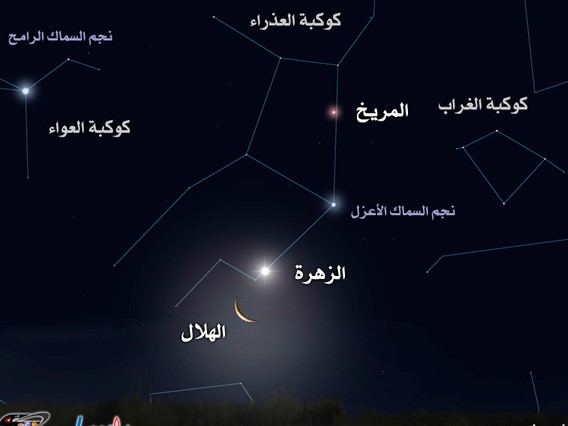 كوكبة العذراء
نجم السماك الرامح
كوكبة الغراب
المريخ
كوكبة العواء
نجم السماك الأعزل
الزهرة
الهلال